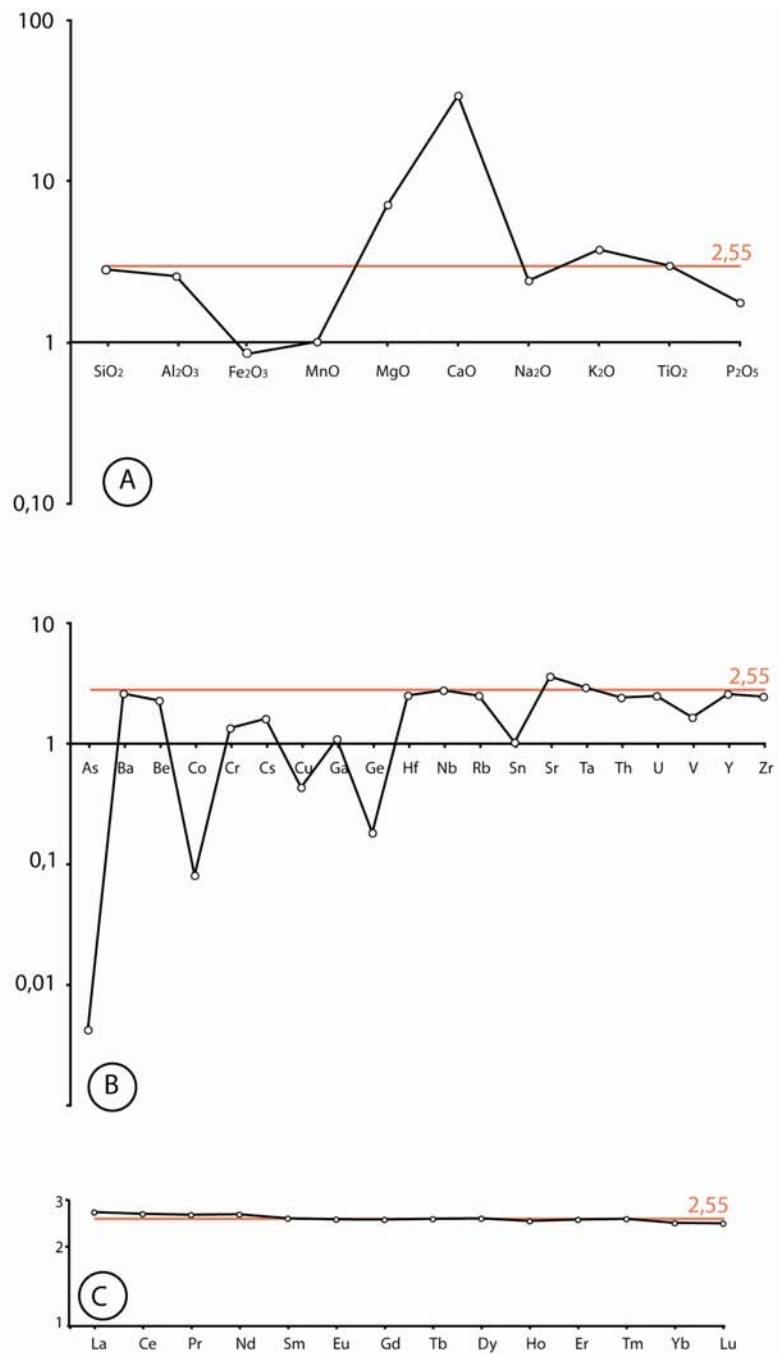 100
10
2,55
1
SiO₂ Al₂O₃ Fe₂O₃ MnO MgO CaO Na₂O K₂O TiO₂ P₂O₅
A
0,10
10
2,55
1
As Ba Be Co Cr Cs Cu Ga Ge Hf Nb Rb Sn Sr Ta Th U V Y Zr
0,1
0,01
B
3
2,55
2
C
1
La Ce Pr Nd Sm Eu Gd Tb Dy Ho Er Tm Yb Lu